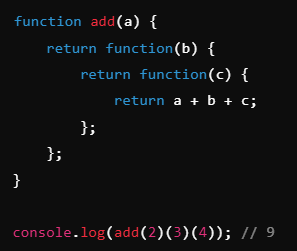 function add(a) {
    return function(b) {
        return function(c) {
            return a + b + c;
        };
    };
}

console.log(add(2)(3)(4)); // 9